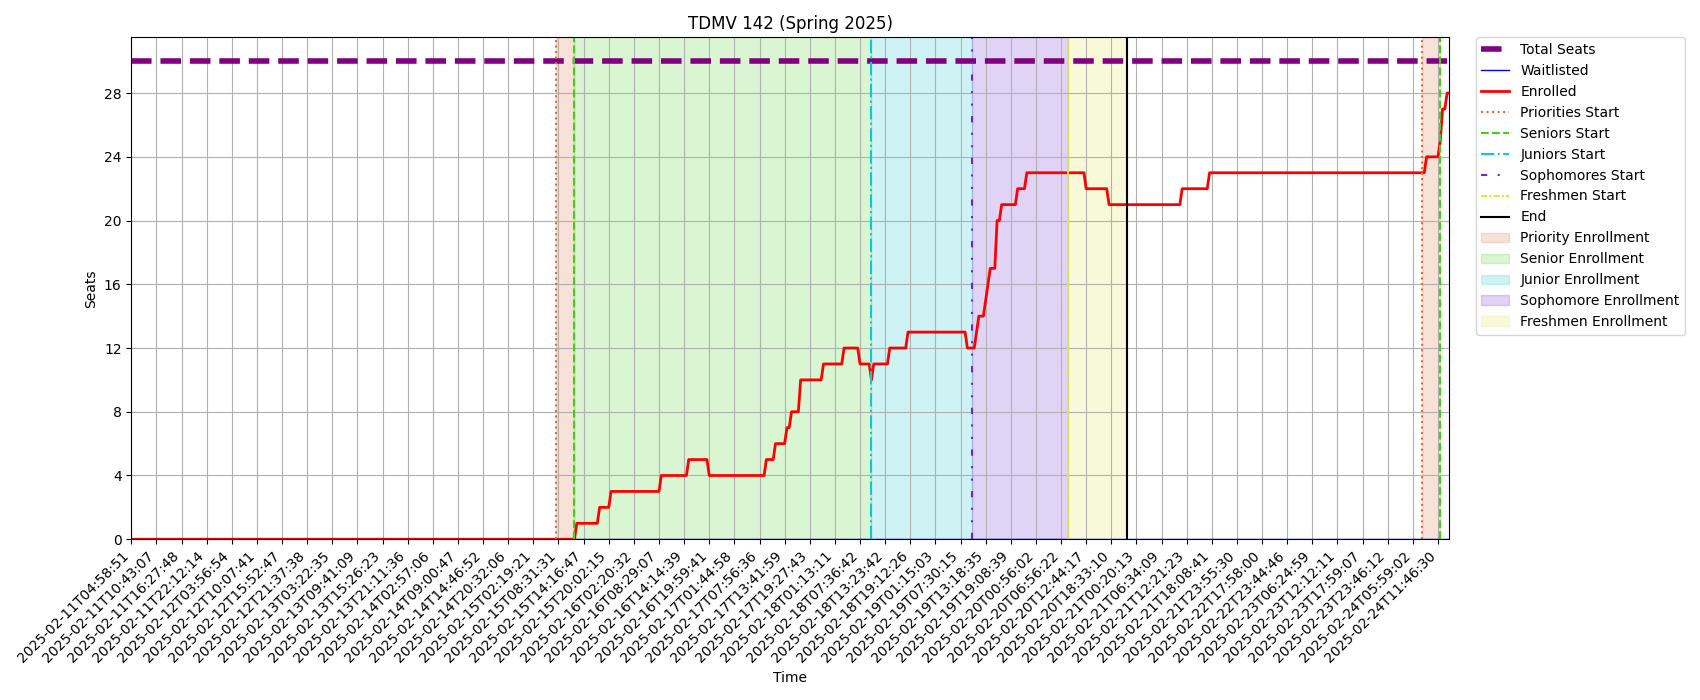 TDMV 142 (Spring 2025)
Seats
28
24
20
16
12
8
4
0
2025-02-11T04:58:51
2025-02-11T10:43:07
2025-02-11T16:27:48
2025-02-11T22:12:14
2025-02-12T03:56:54
2025-02-12T10:07:41
2025-02-12T15:52:47
2025-02-12T21:37:38
2025-02-13T03:22:35
2025-02-13T09:41:09
2025-02-13T15:26:23
2025-02-13T21:11:36
2025-02-14T02:57:06
2025-02-14T09:00:47
2025-02-14T14:46:52
2025-02-14T20:32:06
2025-02-15T02:19:21
2025-02-15T08:31:31
2025-02-15T14:16:47
2025-02-15T20:02:15
2025-02-16T02:20:32
2025-02-16T08:29:07
2025-02-16T14:14:39
2025-02-16T19:59:41
2025-02-17T01:44:58
2025-02-17T07:56:36
2025-02-17T13:41:59
2025-02-17T19:27:43
2025-02-18T01:13:11
2025-02-18T07:36:42
2025-02-18T13:23:42
2025-02-18T19:12:26
2025-02-19T01:15:03
2025-02-19T07:30:15
2025-02-19T13:18:35
2025-02-19T19:08:39
2025-02-20T00:56:02
2025-02-20T06:56:22
2025-02-20T12:44:17
2025-02-20T18:33:10
2025-02-21T00:20:13
2025-02-21T06:34:09
2025-02-21T12:21:23
2025-02-21T18:08:41
2025-02-21T23:55:30
2025-02-22T17:58:00
2025-02-22T23:44:46
2025-02-23T06:24:59
2025-02-23T12:12:11
2025-02-23T17:59:07
2025-02-23T23:46:12
2025-02-24T05:59:02
2025-02-24T11:46:30
Time
Total Seats
Waitlisted
Enrolled
Priorities Start
Seniors Start
Juniors Start
Sophomores Start
Freshmen Start
End
Priority Enrollment
Senior Enrollment
Junior Enrollment
Sophomore Enrollment
Freshmen Enrollment